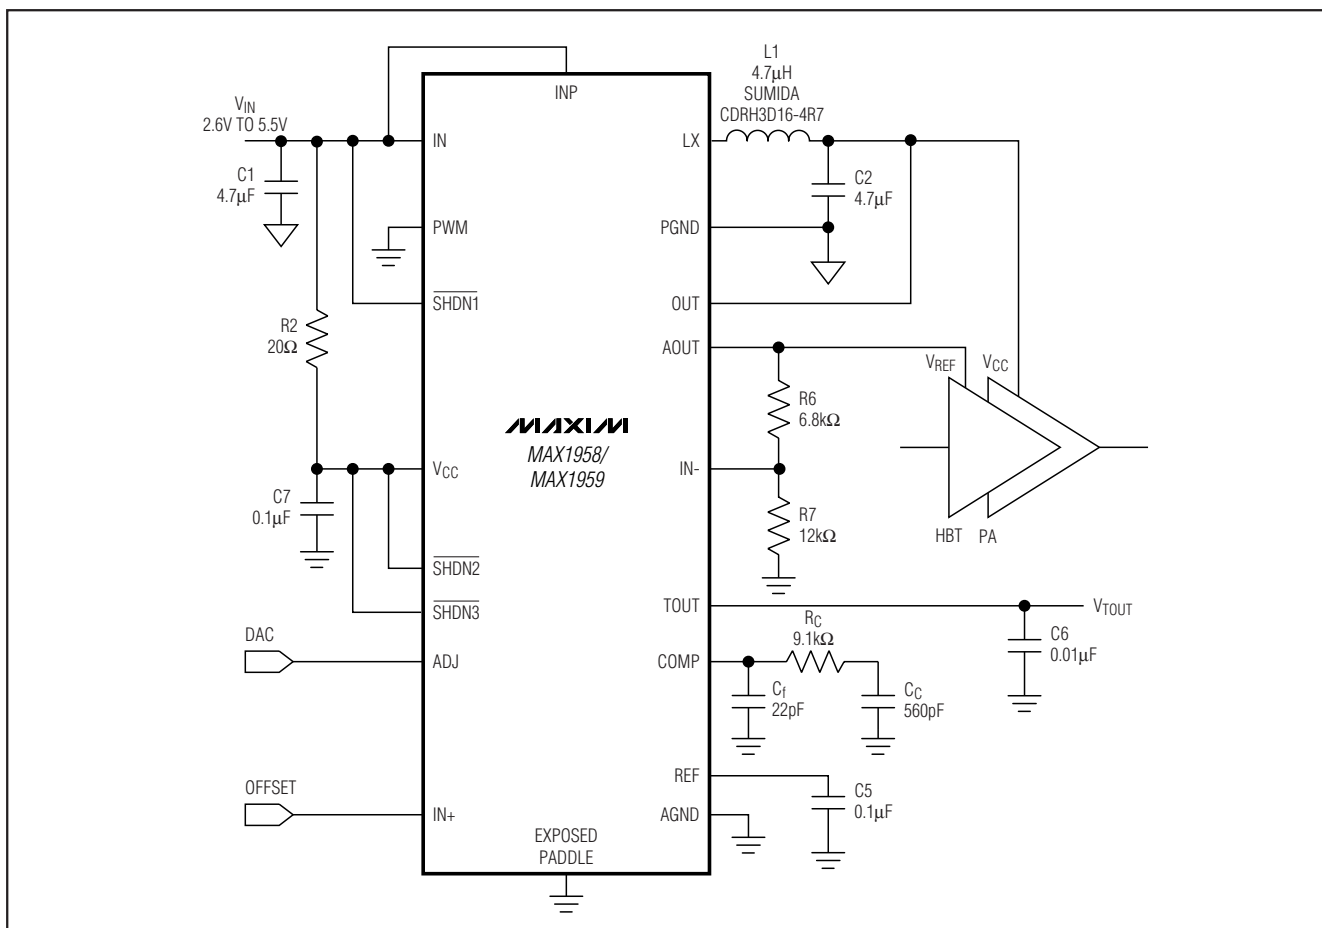 INP
L1
4.7μH
SUMIDA
CDRH3D16-4R7
VIN
2.6V TO 5.5V
IN
LX
C1
4.7μF
C2
4.7μF
PWM
PGND
SHDN1
OUT
R2
20Ω
AOUT
VREF
VCC
R6
6.8kΩ
MAXIM
MAX1958/
MAX1959
VCC
IN-
C7
0.1μF
R7
12kΩ
HBT
PA
SHDN2
SHDN3
TOUT
VTOUT
DAC
ADJ
COMP
RC
9.1kΩ
C6
0.01μF
Cf
22pF
CC
560pF
OFFSET
IN+
REF
C5
0.1μF
AGND
EXPOSED
PADDLE